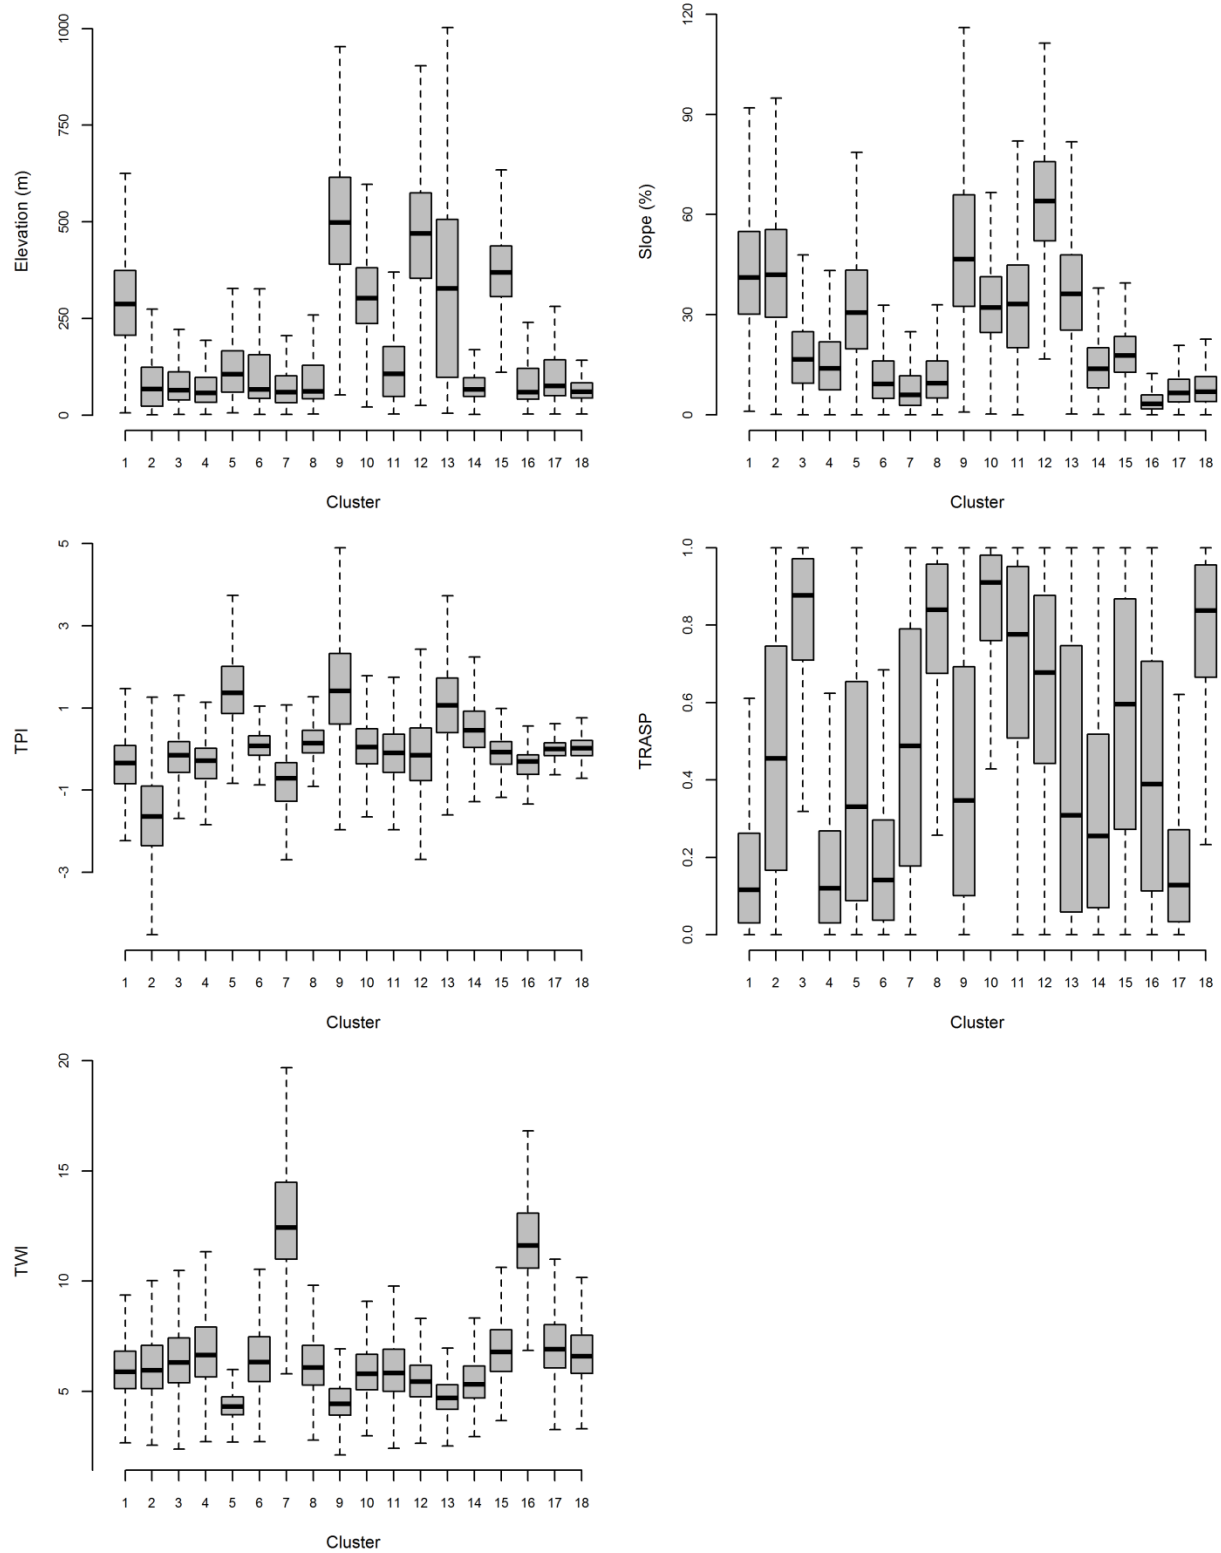 Elevation (m)
0 250 500 750 1000
1 2 3 4 5 6 7 8 9 10 11 12 13 14 15 16 17 18
Cluster
Slope (%)
0 30 60 90 120
1 2 3 4 5 6 7 8 9 10 11 12 13 14 15 16 17 18
Cluster
TPI
-3 -1 1 3 5
1 2 3 4 5 6 7 8 9 10 11 12 13 14 15 16 17 18
Cluster
TRASP
0.0 0.2 0.4 0.6 0.8 1.0
1 2 3 4 5 6 7 8 9 10 11 12 13 14 15 16 17 18
Cluster
TWI
5 10 15 20
1 2 3 4 5 6 7 8 9 10 11 12 13 14 15 16 17 18
Cluster